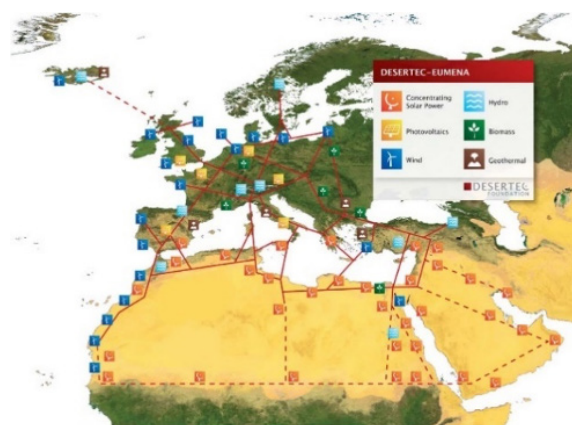 DESERTEC-EUMENA
Concentrating
Solar Power
Hydro
Photovoltaics
Biomass
Wind
Geothermal
DESERTEC
FOUNDATION